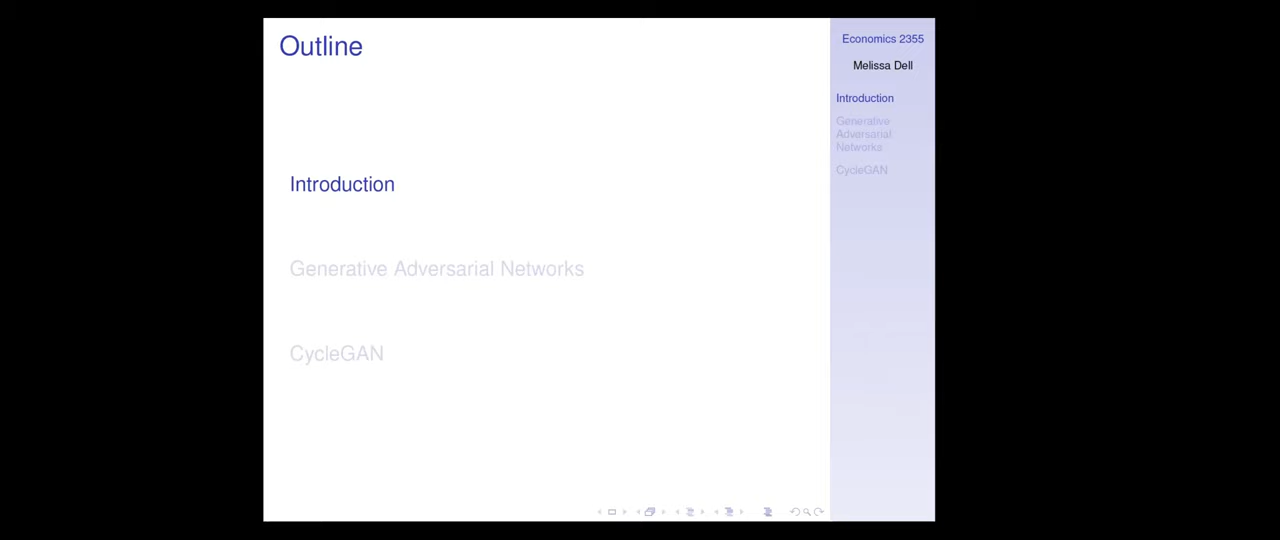 Outline
Introduction
Generative Adversarial Networks
CycleGAN
Economics 2355
Melissa Dell
Introduction
Generative
Adversarial
Networks
CycleGAN